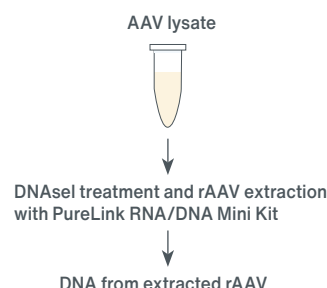 AAV lysate
DNAseI treatment and rAAV extraction
with PureLink RNA/DNA Mini Kit
DNA from extracted rAAV